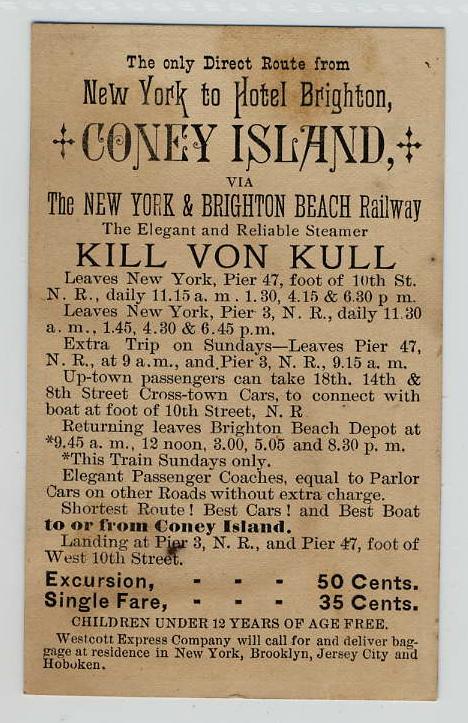 The only Direct Route from
New York to Hotel Brighton,
CONEY ISLAND,
VIA
The NEW YORK & BRIGHTON BEACH Railway
The Elegant and Reliable Steamer
KILL VON KULL
Leaves New York, Pier 47, foot of 10th St.
N. R., daily 11.15 a. m . 1.30, 4.15 & 6.30 p m.
Leaves New York, Pier 3, N. R., daily 11.30
a. m., 1.45, 4.30 & 6.45 p.m.
Extra Trip on Sundays—Leaves Pier 47,
N. R., at 9 a.m., and Pier 3, N. R., 9.15 a. m.
Up-town passengers can take 18th. 14th &
8th Street Cross-town Cars, to connect with
boat at foot of 10th Street, N. R
Returning leaves Brighton Beach Depot at
*9.45 a. m., 12 noon, 3.00, 5.05 and 8.30 p. m.
*This Train Sundays only.
Elegant Passenger Coaches, equal to Parlor
Cars on other Roads without extra charge.
Shortest Route ! Best Cars ! and Best Boat
to or from Coney Island.
Landing at Pier 3, N. R., and Pier 47, foot of
West 10th Street.
Excursion, - - - 50 Cents.
Single Fare, - - - 35 Cents.
CHILDREN UNDER 12 YEARS OF AGE FREE.
Westcott Express Company will call for and deliver bag-
gage at residence in New York, Brooklyn, Jersey City and
Hoboken.